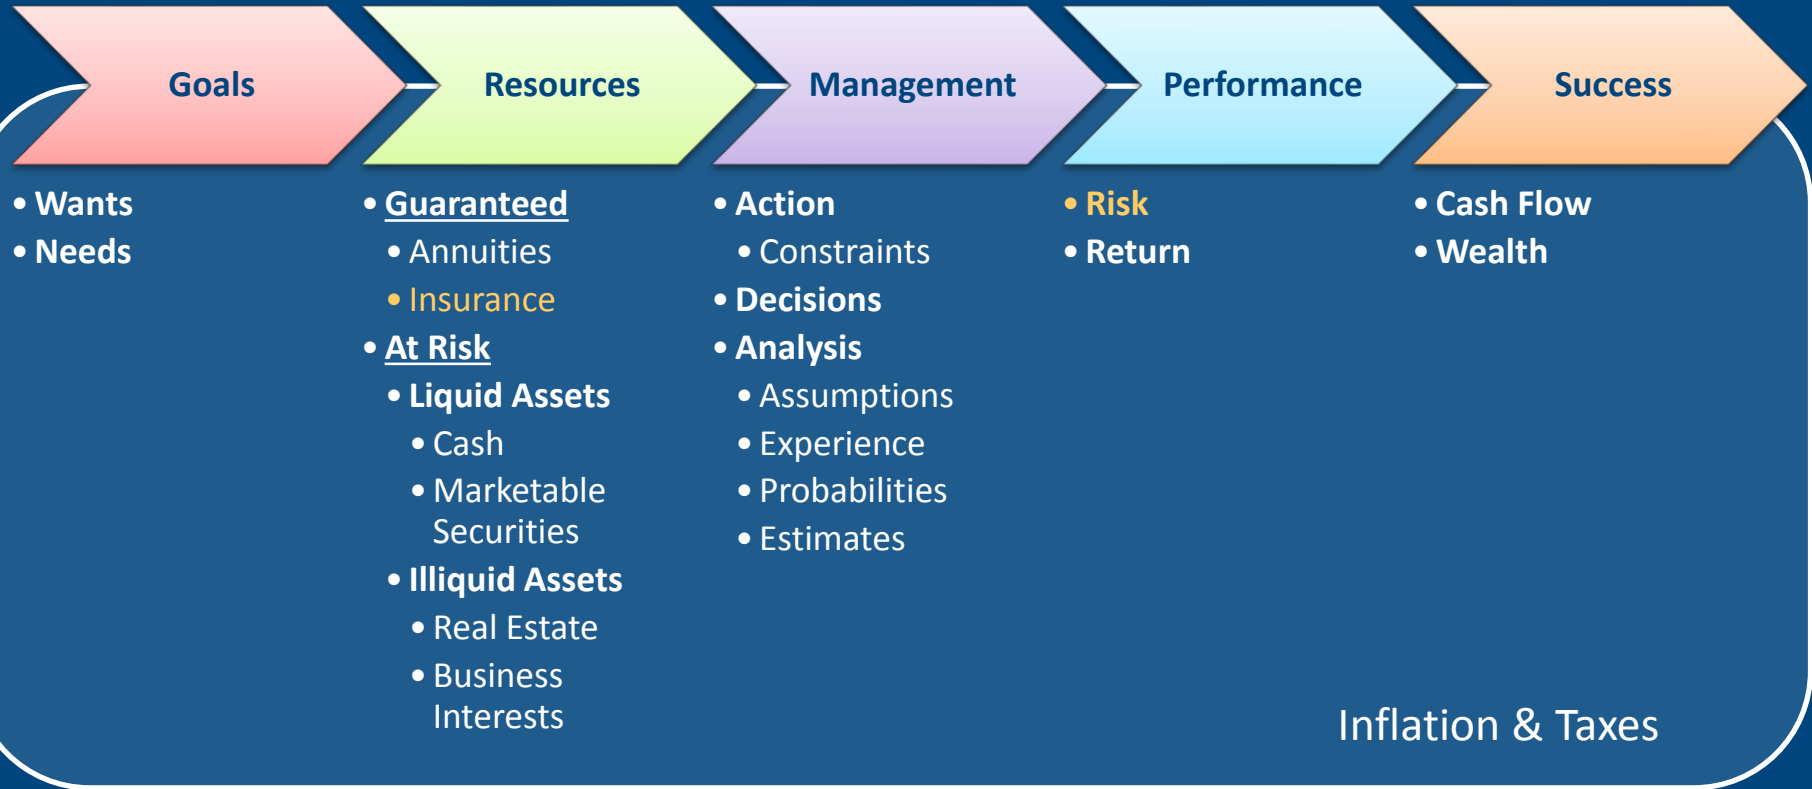 Goals
Resources
Management
Performance
Success
• Wants
• Needs
• Guaranteed
• Annuities
• Insurance
• At Risk
• Liquid Assets
• Cash
• Marketable
Securities
• Illiquid Assets
• Real Estate
• Business
Interests
• Action
• Constraints
• Decisions
• Analysis
• Assumptions
• Experience
• Probabilities
• Estimates
• Risk
• Return
• Cash Flow
• Wealth
Inflation & Taxes